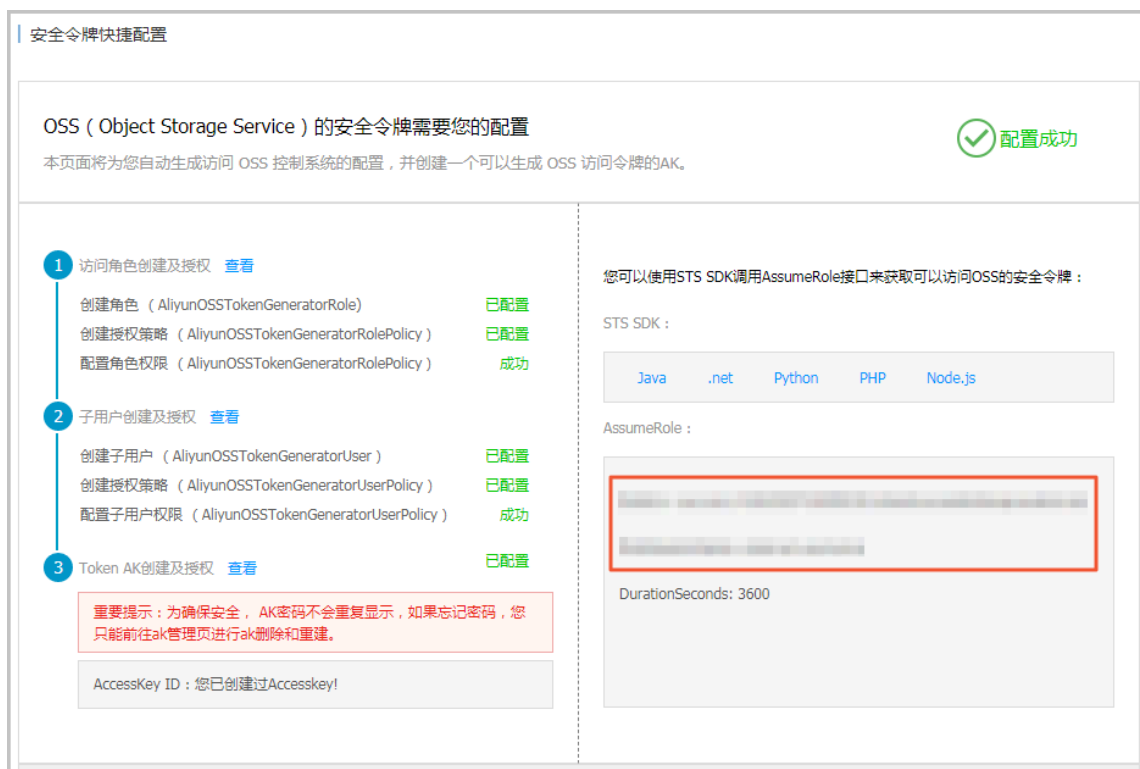 安全令牌快捷配置
OSS ( Object Storage Service ) 的安全令牌需要您的配置
本页面将为您自动生成访问 OSS 控制系统的配置，并创建一个可以生成 OSS 访问令牌的AK。
配置成功
1 访问角色创建及授权 查看
创建角色 ( AliyunOSSTokenGeneratorRole) 已配置
创建授权策略 ( AliyunOSSTokenGeneratorRolePolicy ) 已配置
配置角色权限 ( AliyunOSSTokenGeneratorRolePolicy ) 成功
2 子用户创建及授权 查看
创建子用户 ( AliyunOSSTokenGeneratorUser ) 已配置
创建授权策略 ( AliyunOSSTokenGeneratorUserPolicy ) 已配置
配置子用户权限 ( AliyunOSSTokenGeneratorUserPolicy ) 成功
3 Token AK创建及授权 查看 已配置
重要提示：为确保安全， AK密码不会重复显示，如果忘记密码，您
只能前往ak管理页进行ak删除和重建。
AccessKey ID：您已创建过Accesskey!
您可以使用STS SDK调用AssumeRole接口来获取可以访问OSS的安全令牌：
STS SDK：
Java .net Python PHP Node.js
AssumeRole：
DurationSeconds: 3600